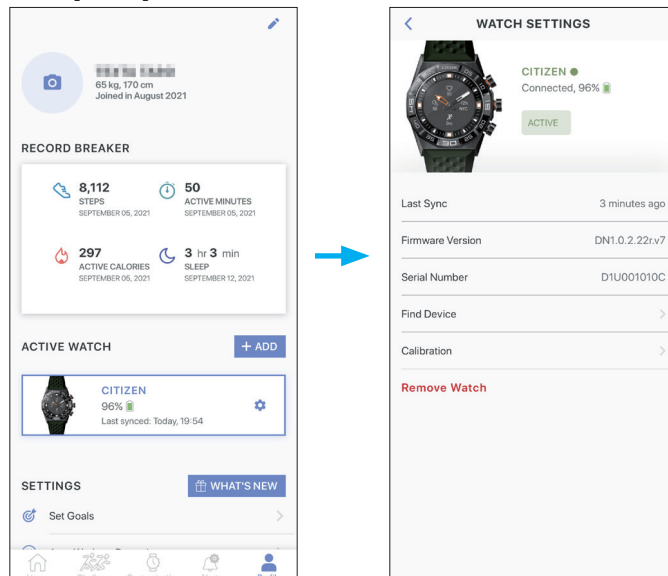 65 kg, 170 cm
Joined in August 2021
RECORD BREAKER
8,112
STEPS
SEPTEMBER 05, 2021
50
ACTIVE MINUTES
SEPTEMBER 05, 2021
297
ACTIVE CALORIES
SEPTEMBER 05, 2021
3 hr 3 min
SLEEP
SEPTEMBER 12, 2021
ACTIVE WATCH
+ ADD
CITIZEN
96%
Last synced: Today, 19:54
SETTINGS
WHAT'S NEW
Set Goals
WATCH SETTINGS
CITIZEN
Connected, 96%
ACTIVE
Last Sync 3 minutes ago
Firmware Version DN1.0.2.22r.v7
Serial Number D1U001010C
Find Device
Calibration
Remove Watch